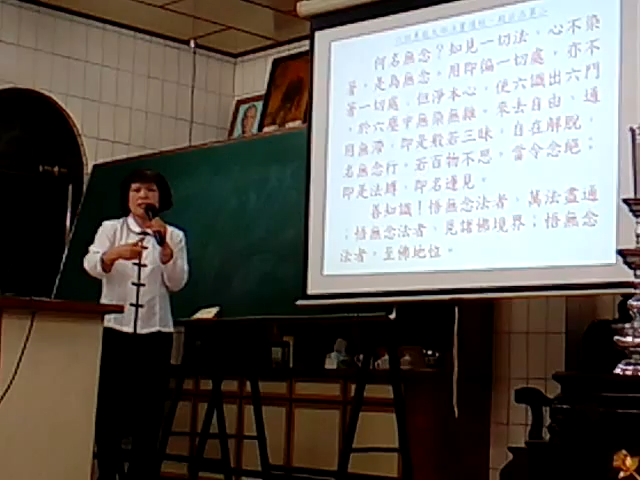 何名無念？知見一切法，心不染
著，是為無念。用即徧一切處，亦不
著一切處。但淨本心，使六識出六門
，於六塵中無染無雜，來去自由，通
用無滯，即是般若三昧，自在解脫，
名無念行。若百物不思，當令念絕；
即是法縛，即名邊見。
善知識！悟無念法者，萬法盡通
；悟無念法者，見諸佛境界；悟無念
法者，至佛地位。